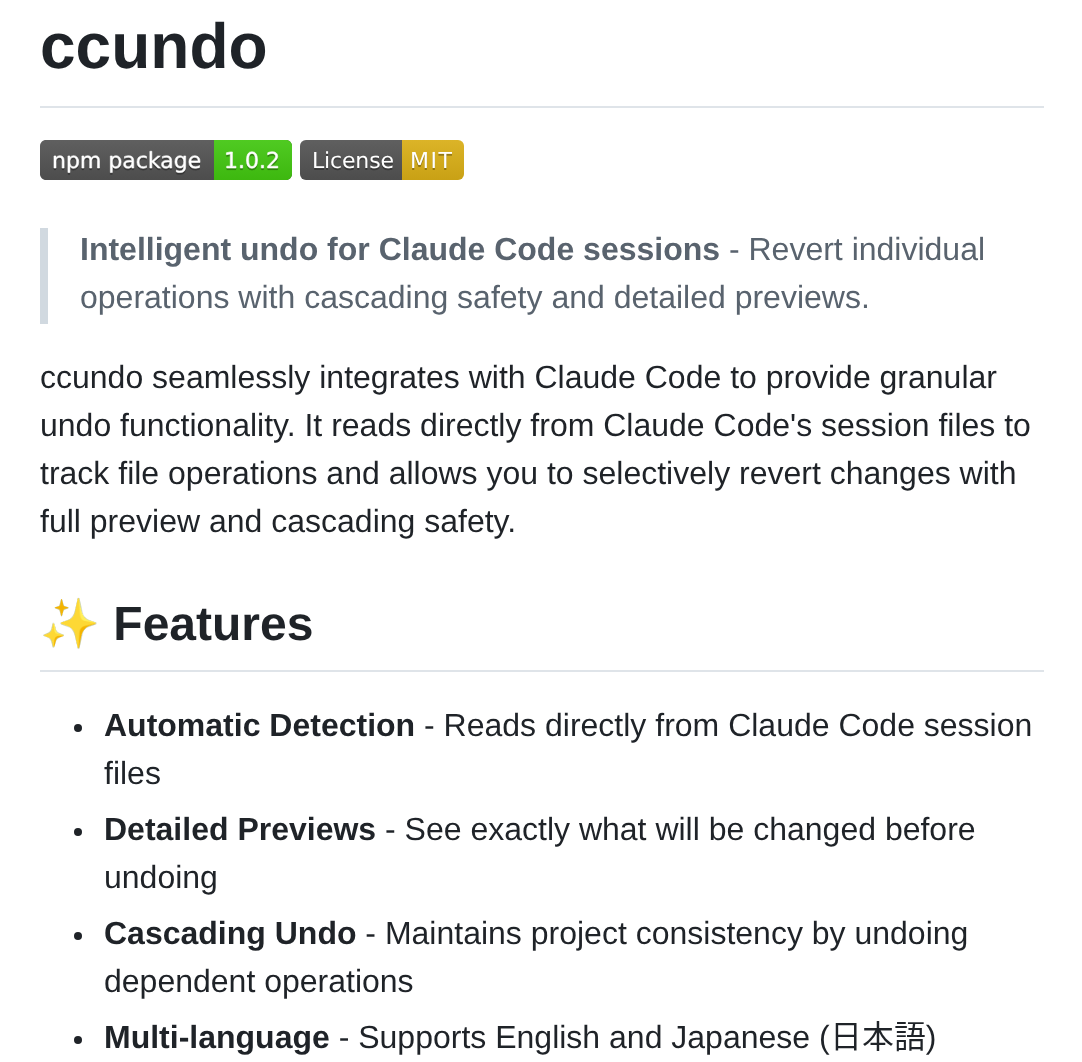 ccundo
npm package 1.0.2 License MIT
Intelligent undo for Claude Code sessions - Revert individual
operations with cascading safety and detailed previews.
ccundo seamlessly integrates with Claude Code to provide granular
undo functionality. It reads directly from Claude Code's session files to
track file operations and allows you to selectively revert changes with
full preview and cascading safety.
✨ Features
• Automatic Detection - Reads directly from Claude Code session
files
• Detailed Previews - See exactly what will be changed before
undoing
• Cascading Undo - Maintains project consistency by undoing
dependent operations
• Multi-language - Supports English and Japanese (日本語)